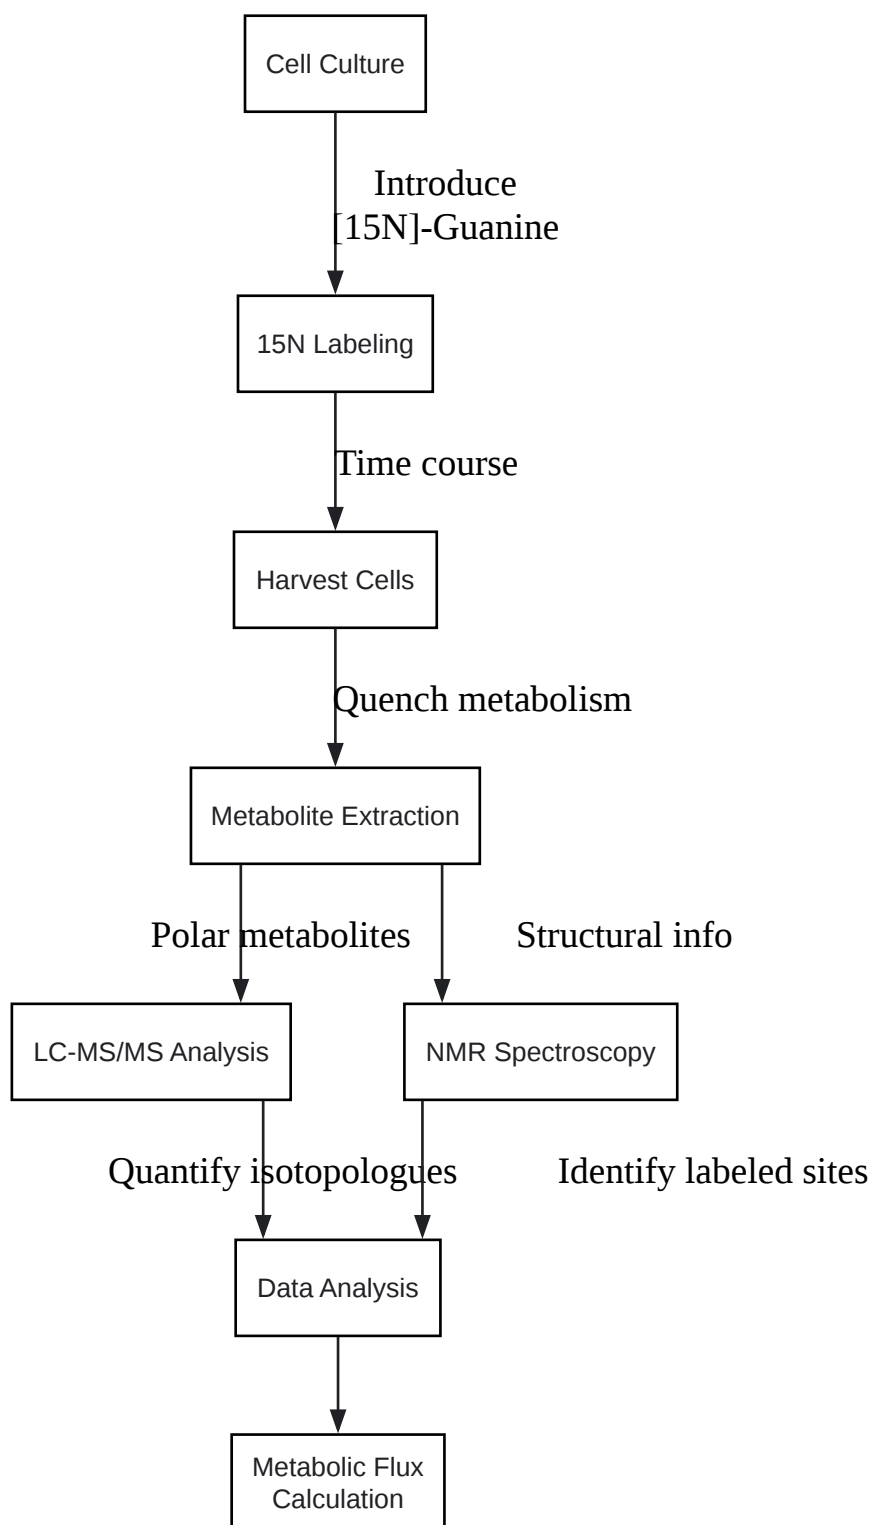 Cell Culture
Introduce
[15N]-Guanine
15N Labeling
Time course
Harvest Cells
Quench metabolism
Metabolite Extraction
Polar metabolites
Structural info
LC-MS/MS Analysis
NMR Spectroscopy
Quantify isotopologues
Identify labeled sites
Data Analysis
Metabolic Flux
Calculation